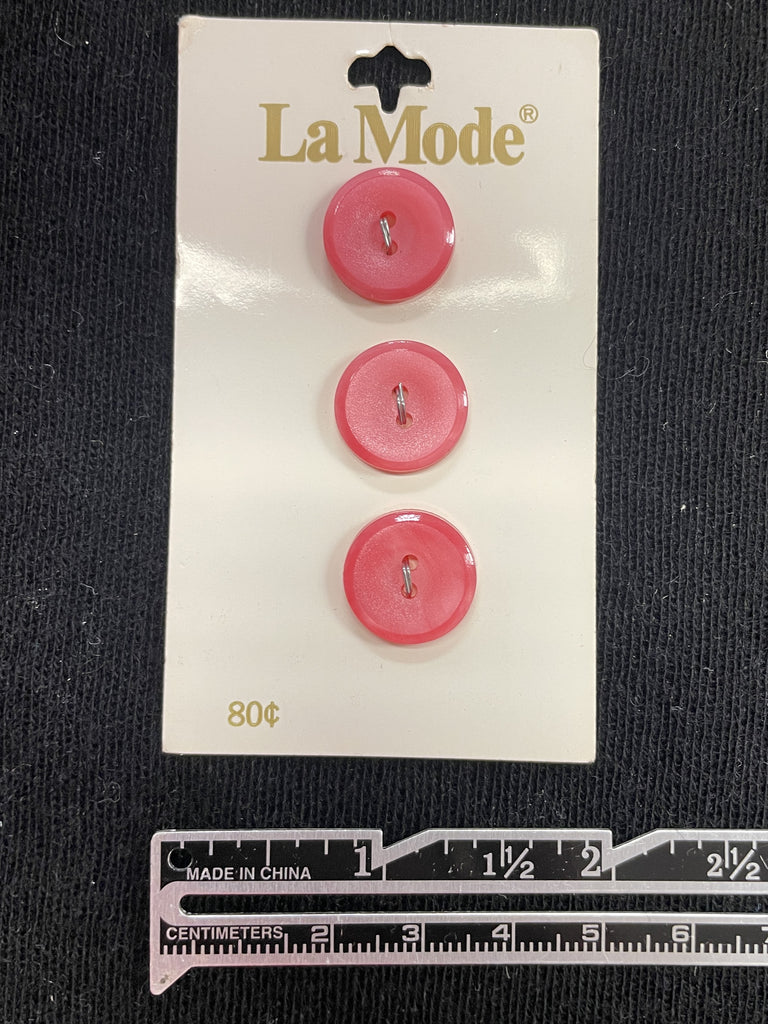 La Mode®
80¢
1 1½ 2 2½
MADE IN CHINA
CENTIMETERS 2 3 4 5 6 7